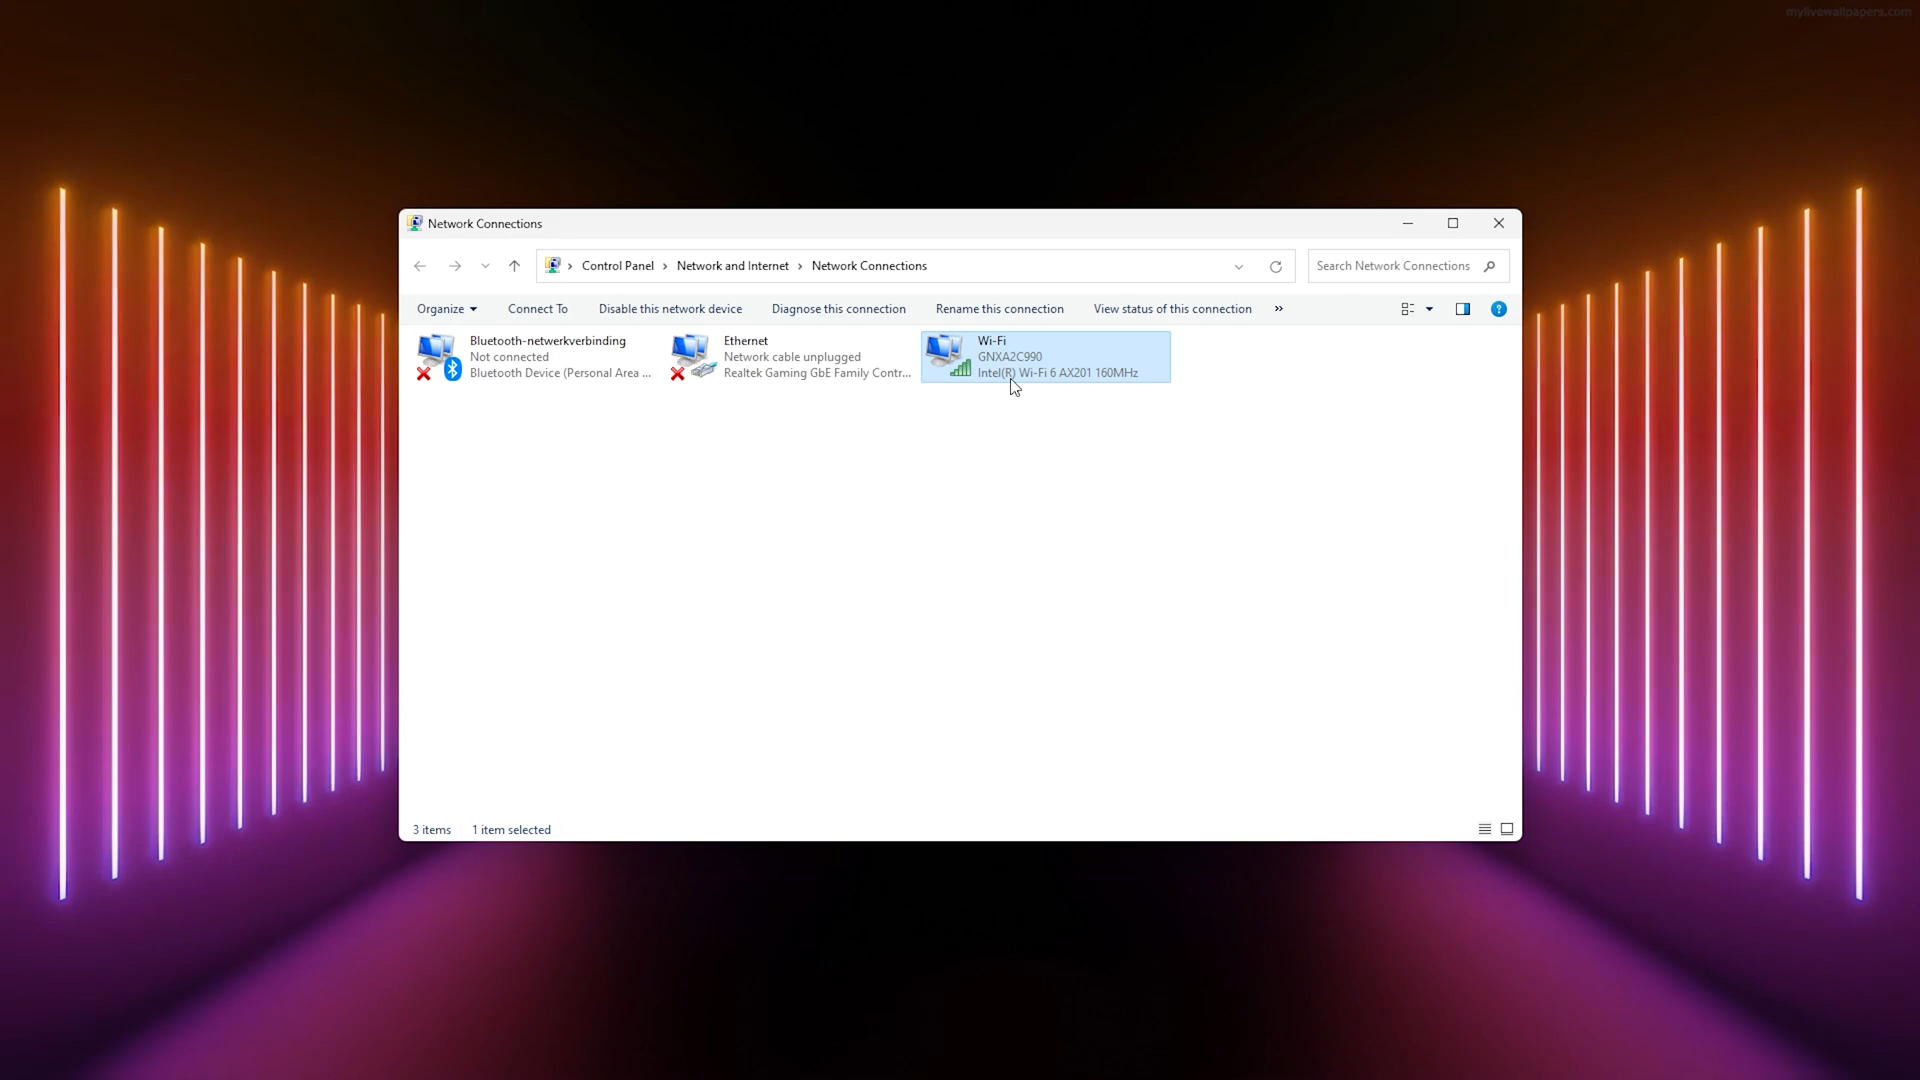 mylivewallpapers.com
Network Connections
Control Panel > Network and Internet > Network Connections
Search Network Connections
Organize Connect To Disable this network device Diagnose this connection Rename this connection View status of this connection »
Bluetooth-netwerkverbinding
Not connected
Bluetooth Device (Personal Area ...
Ethernet
Network cable unplugged
Realtek Gaming GbE Family Contr...
Wi-Fi
GNXA2C990
Intel(R) Wi-Fi 6 AX201 160MHz
3 items 1 item selected